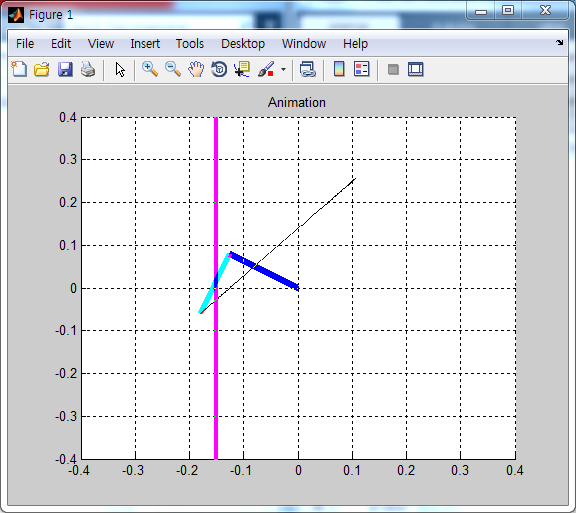 Figure 1
File Edit View Insert Tools Desktop Window Help
Animation
0.4
0.3
0.2
0.1
0
-0.1
-0.2
-0.3
-0.4
-0.4 -0.3 -0.2 -0.1 0 0.1 0.2 0.3 0.4